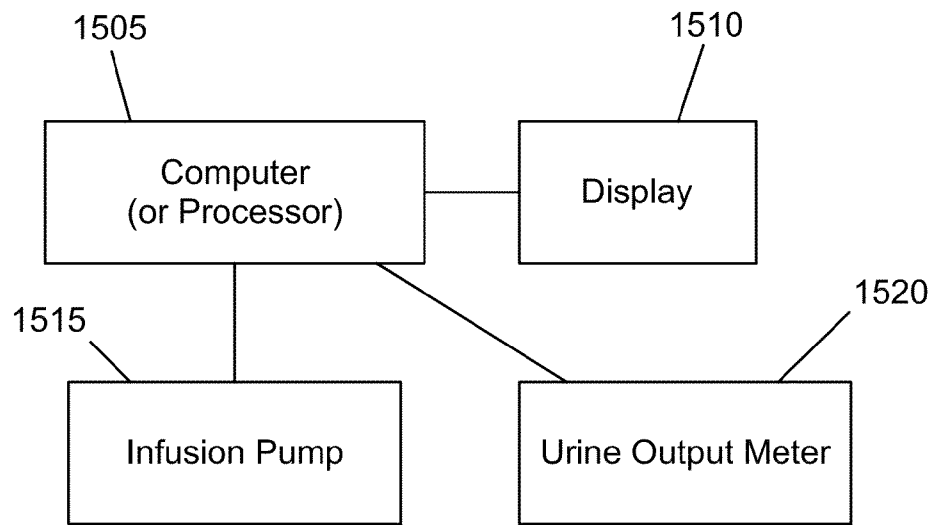 1505
1510
Computer
(or Processor)
Display
1515
1520
Infusion Pump
Urine Output Meter